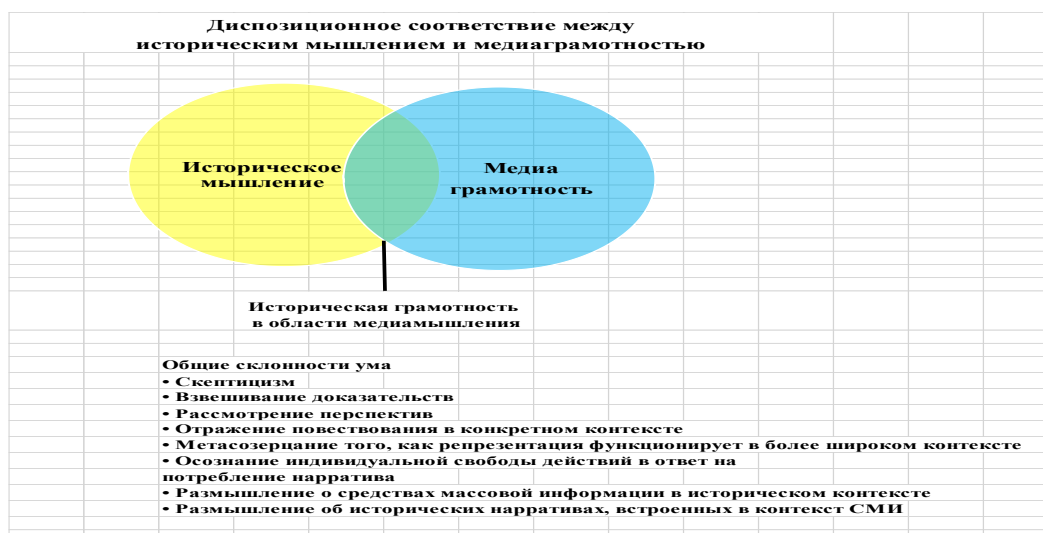 Диспозиционное соответствие между
историческим мышлением и медиаграмотностью
Историческое
мышление
Медиа
грамотность
Историческая грамотность
в области медиамышления
Общие склонности ума
• Скептицизм
• Взвешивание доказательств
• Рассмотрение перспектив
• Отражение повествования в конкретном контексте
• Метасозерцание того, как репрезентация функционирует в более широком контексте
• Осознание индивидуальной свободы действий в ответ на
потребление нарратива
• Размышление о средствах массовой информации в историческом контексте
• Размышление об исторических нарративах, встроенных в контекст СМИ